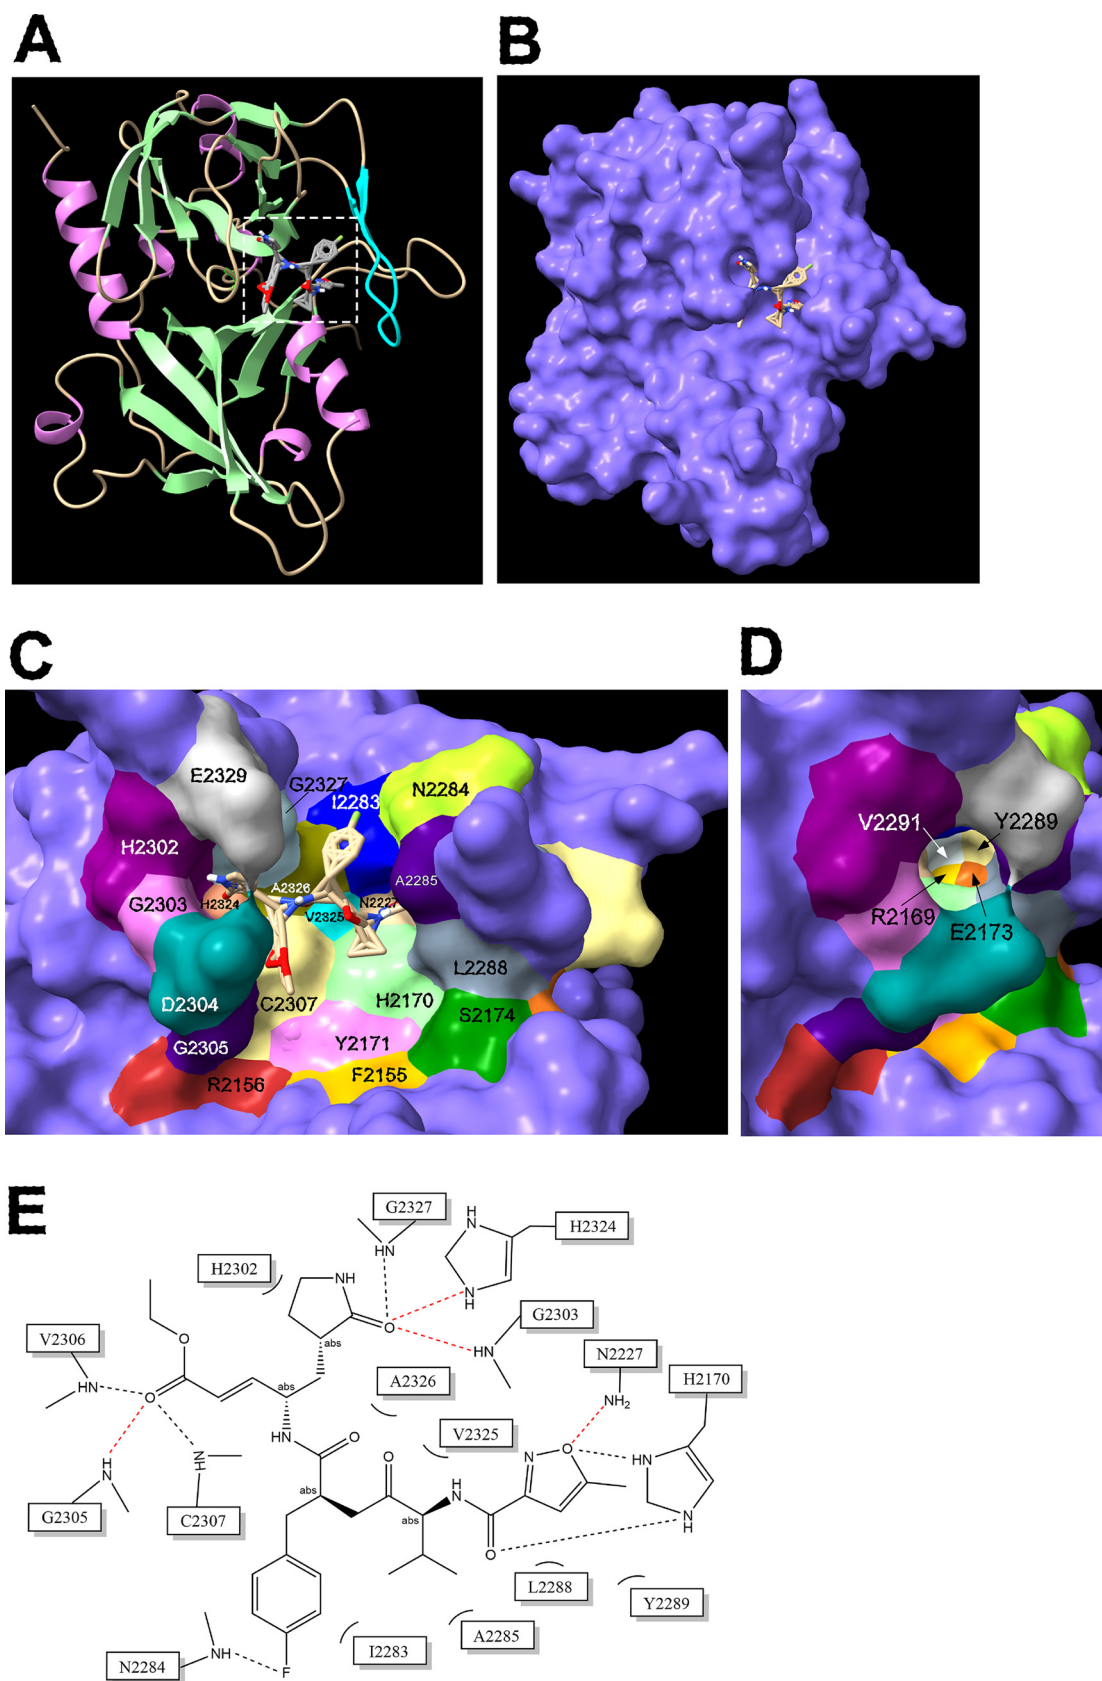 A
B
C
E2329
G2327
I2283
N2284
H2302
A2326
A2285
G2303
H2324
N2227
V2325
L2288
D2304
C2307
H2170
S2174
G2305
Y2171
R2156
F2155
D
V2291
Y2289
R2169
E2173
E
G2327
H2324
H2302
HN
H
N
NH
N
H
O
abs
G2303
HN
V2306
O
N2227
H2170
A2326
HN
O
abs
NH2
V2325
HN
O
O
N
O
HN
H
N
abs
abs
H
N
NH
O
N
H
G2305
C2307
L2288
Y2289
A2285
I2283
N2284
NH
F